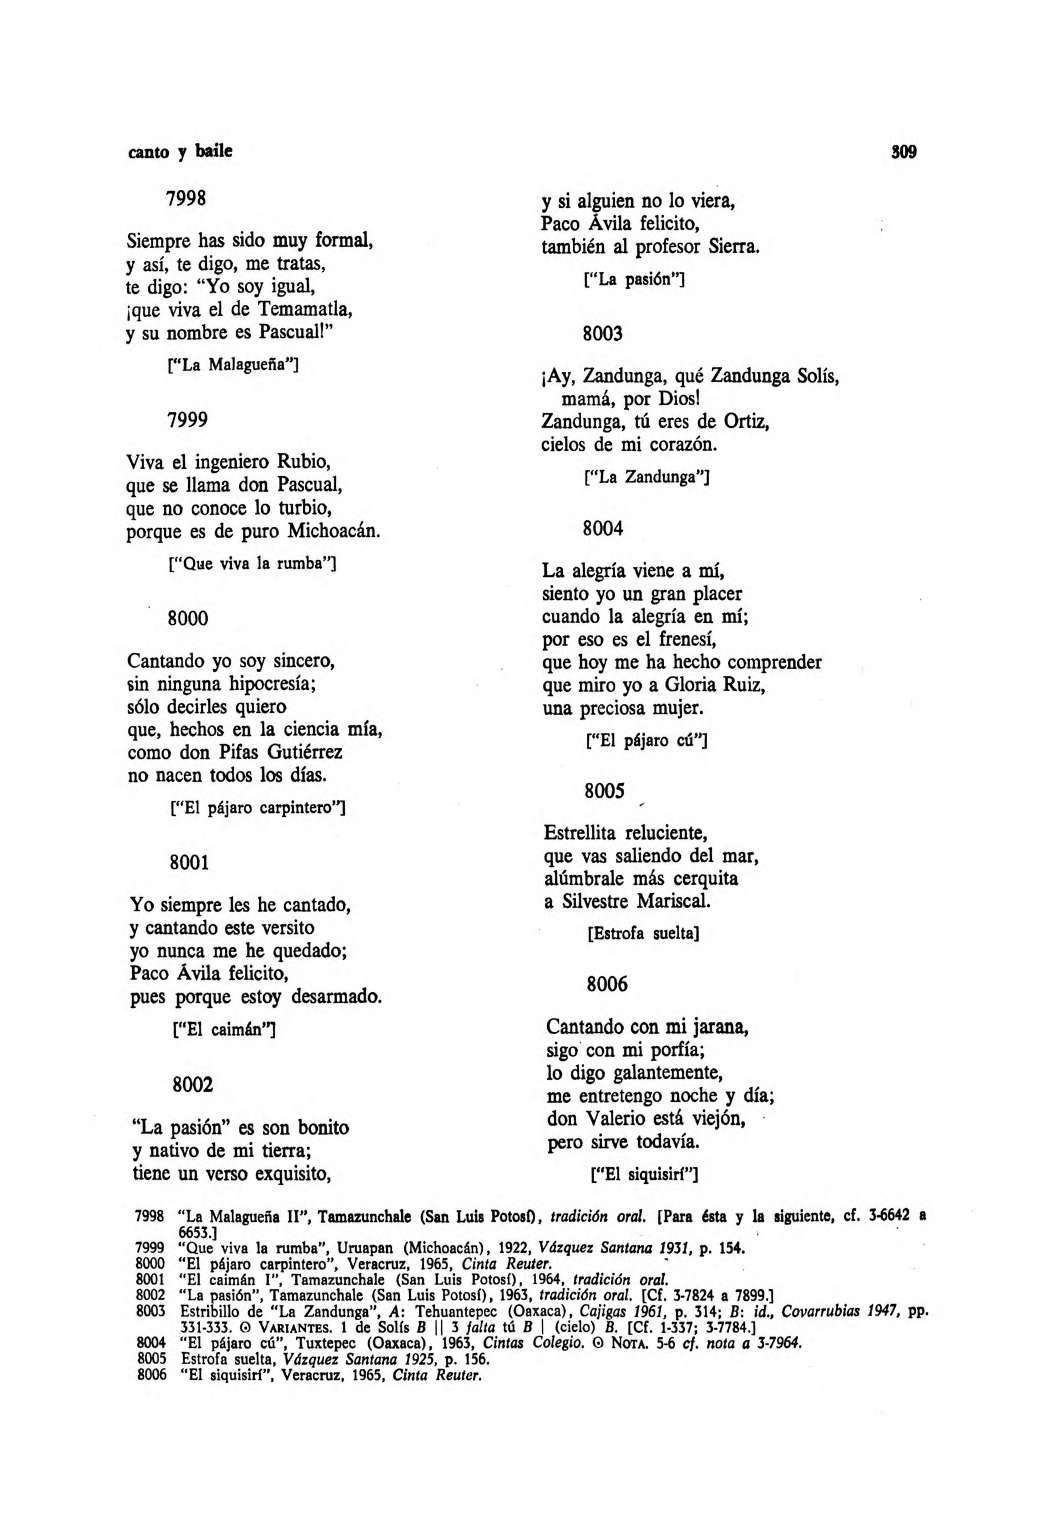 canto y baile
309
7998
Siempre has sido muy formal,
y así, te digo, me tratas,
te digo: “Yo soy igual,
¡que viva el de Temamatla,
y su nombre es Pascual!”
[“La Malagueña”]
7999
Viva el ingeniero Rubio,
que se llama don Pascual,
que no conoce lo turbio,
porque es de puro Michoacán.
[“Que viva la rumba”]
8000
Cantando yo soy sincero,
sin ninguna hipocresía;
sólo decirles quiero
que, hechos en la ciencia mía,
como don Pifas Gutiérrez
no nacen todos los días.
[“El pájaro carpintero”]
8001
Yo siempre les he cantado,
y cantando este versito
yo nunca me he quedado;
Paco Ávila felicito,
pues porque estoy desarmado.
[“El caimán”]
8002
“La pasión” es son bonito
y nativo de mi tierra;
tiene un verso exquisito,
y si alguien no lo viera,
Paco Ávila felicito,
también al profesor Sierra.
[“La pasión”]
8003
¡Ay, Zandunga, qué Zandunga Solís,
mamá, por Dios!
Zandunga, tú eres de Ortiz,
cielos de mi corazón.
[“La Zandunga”]
8004
La alegría viene a mí,
siento yo un gran placer
cuando la alegría en mí;
por eso es el frenesí,
que hoy me ha hecho comprender
que miro yo a Gloria Ruiz,
una preciosa mujer.
[“El pájaro cú”]
8005
Estrellita reluciente,
que vas saliendo del mar,
alúmbrale más cerquita
a Silvestre Mariscal.
[Estrofa suelta]
8006
Cantando con mi jarana,
sigo con mi porfía;
lo digo galantemente,
me entretengo noche y día;
don Valerio está viejón,
pero sirve todavía.
[“El siquisirí”]
7998 “La Malagueña II”, Tamazunchale (San Luis Potosí), tradición oral. [Para ésta y la siguiente, cf. 3-6642 a
6653.]
7999 “Que viva la rumba”, Uruapan (Michoacán), 1922, Vázquez Santana 1931, p. 154.
8000 “El pájaro carpintero”, Veracruz, 1965, Cinta Reuter.
8001 “El caimán I”, Tamazunchale (San Luis Potosí), 1964, tradición oral.
8002 “La pasión”, Tamazunchale (San Luis Potosí), 1963, tradición oral. [Cf. 3-7824 a 7899.]
8003 Estribillo de “La Zandunga”, A: Tehuantepec (Oaxaca), Cajigas 1961, p. 314; B: id., Covarrubias 1947, pp.
331-333. ⊙ VARIANTES. 1 de Solís B || 3 falta tú B | (cielo) B. [Cf. 1-337; 3-7784.]
8004 “El pájaro cú”, Tuxtepec (Oaxaca), 1963, Cintas Colegio. ⊙ NOTA. 5-6 cf. nota a 3-7964.
8005 Estrofa suelta, Vázquez Santana 1925, p. 156.
8006 “El siquisirí”, Veracruz, 1965, Cinta Reuter.